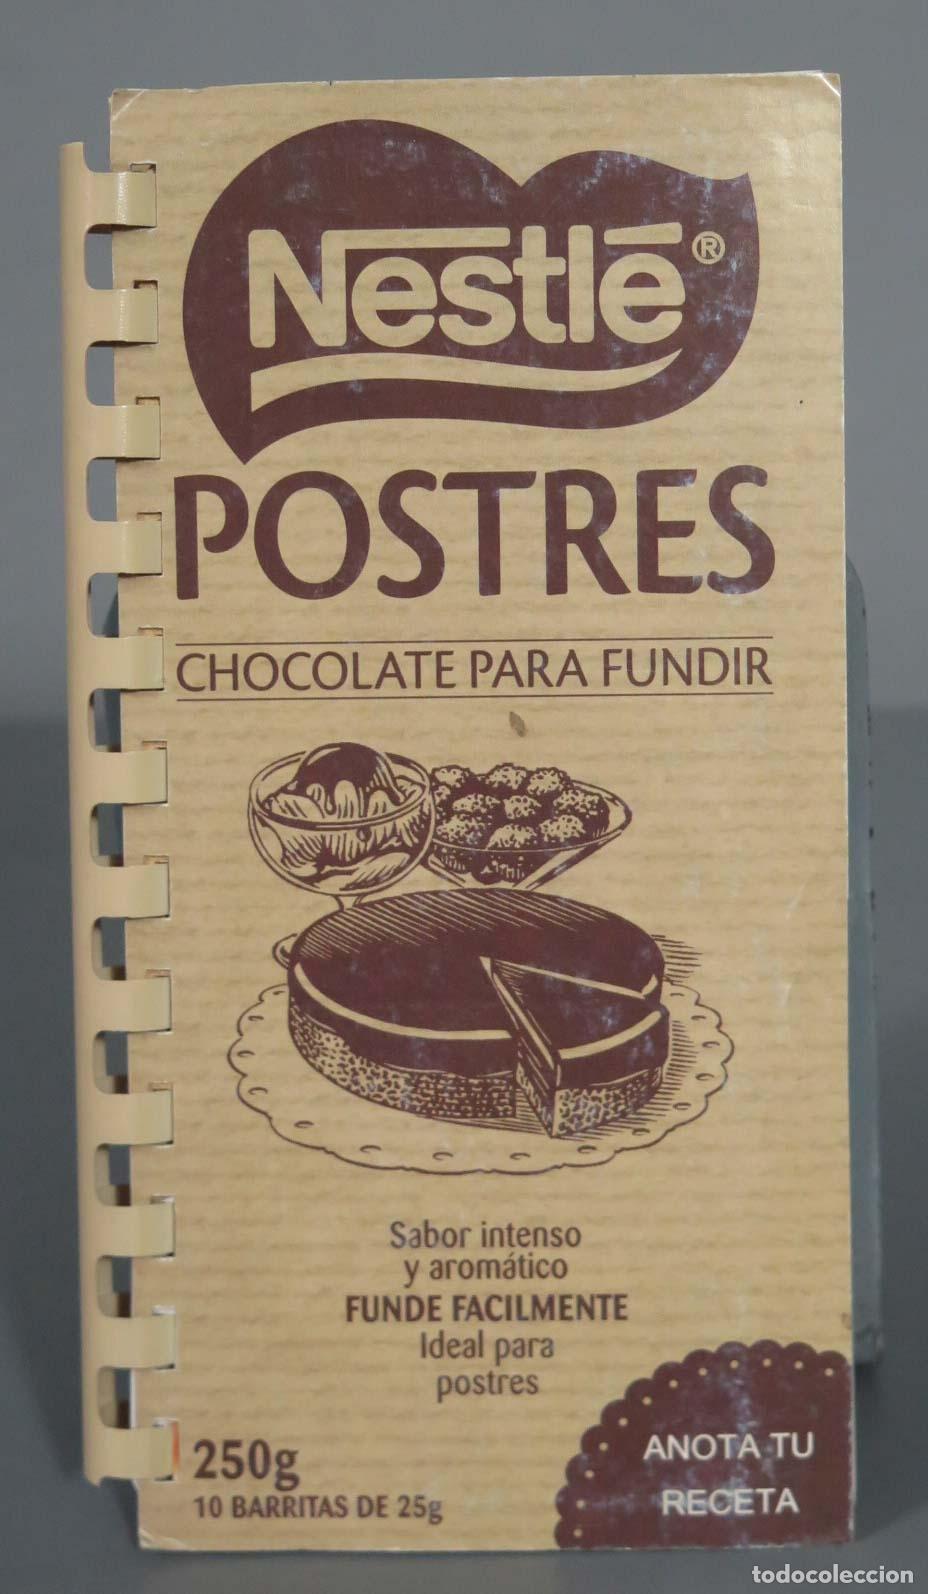 Nestlé®
POSTRES
CHOCOLATE PARA FUNDIR
Sabor intenso
y aromático
FUNDE FACILMENTE
Ideal para
postres
250g
10 BARRITAS DE 25g
ANOTA TU
RECETA
todocoleccion